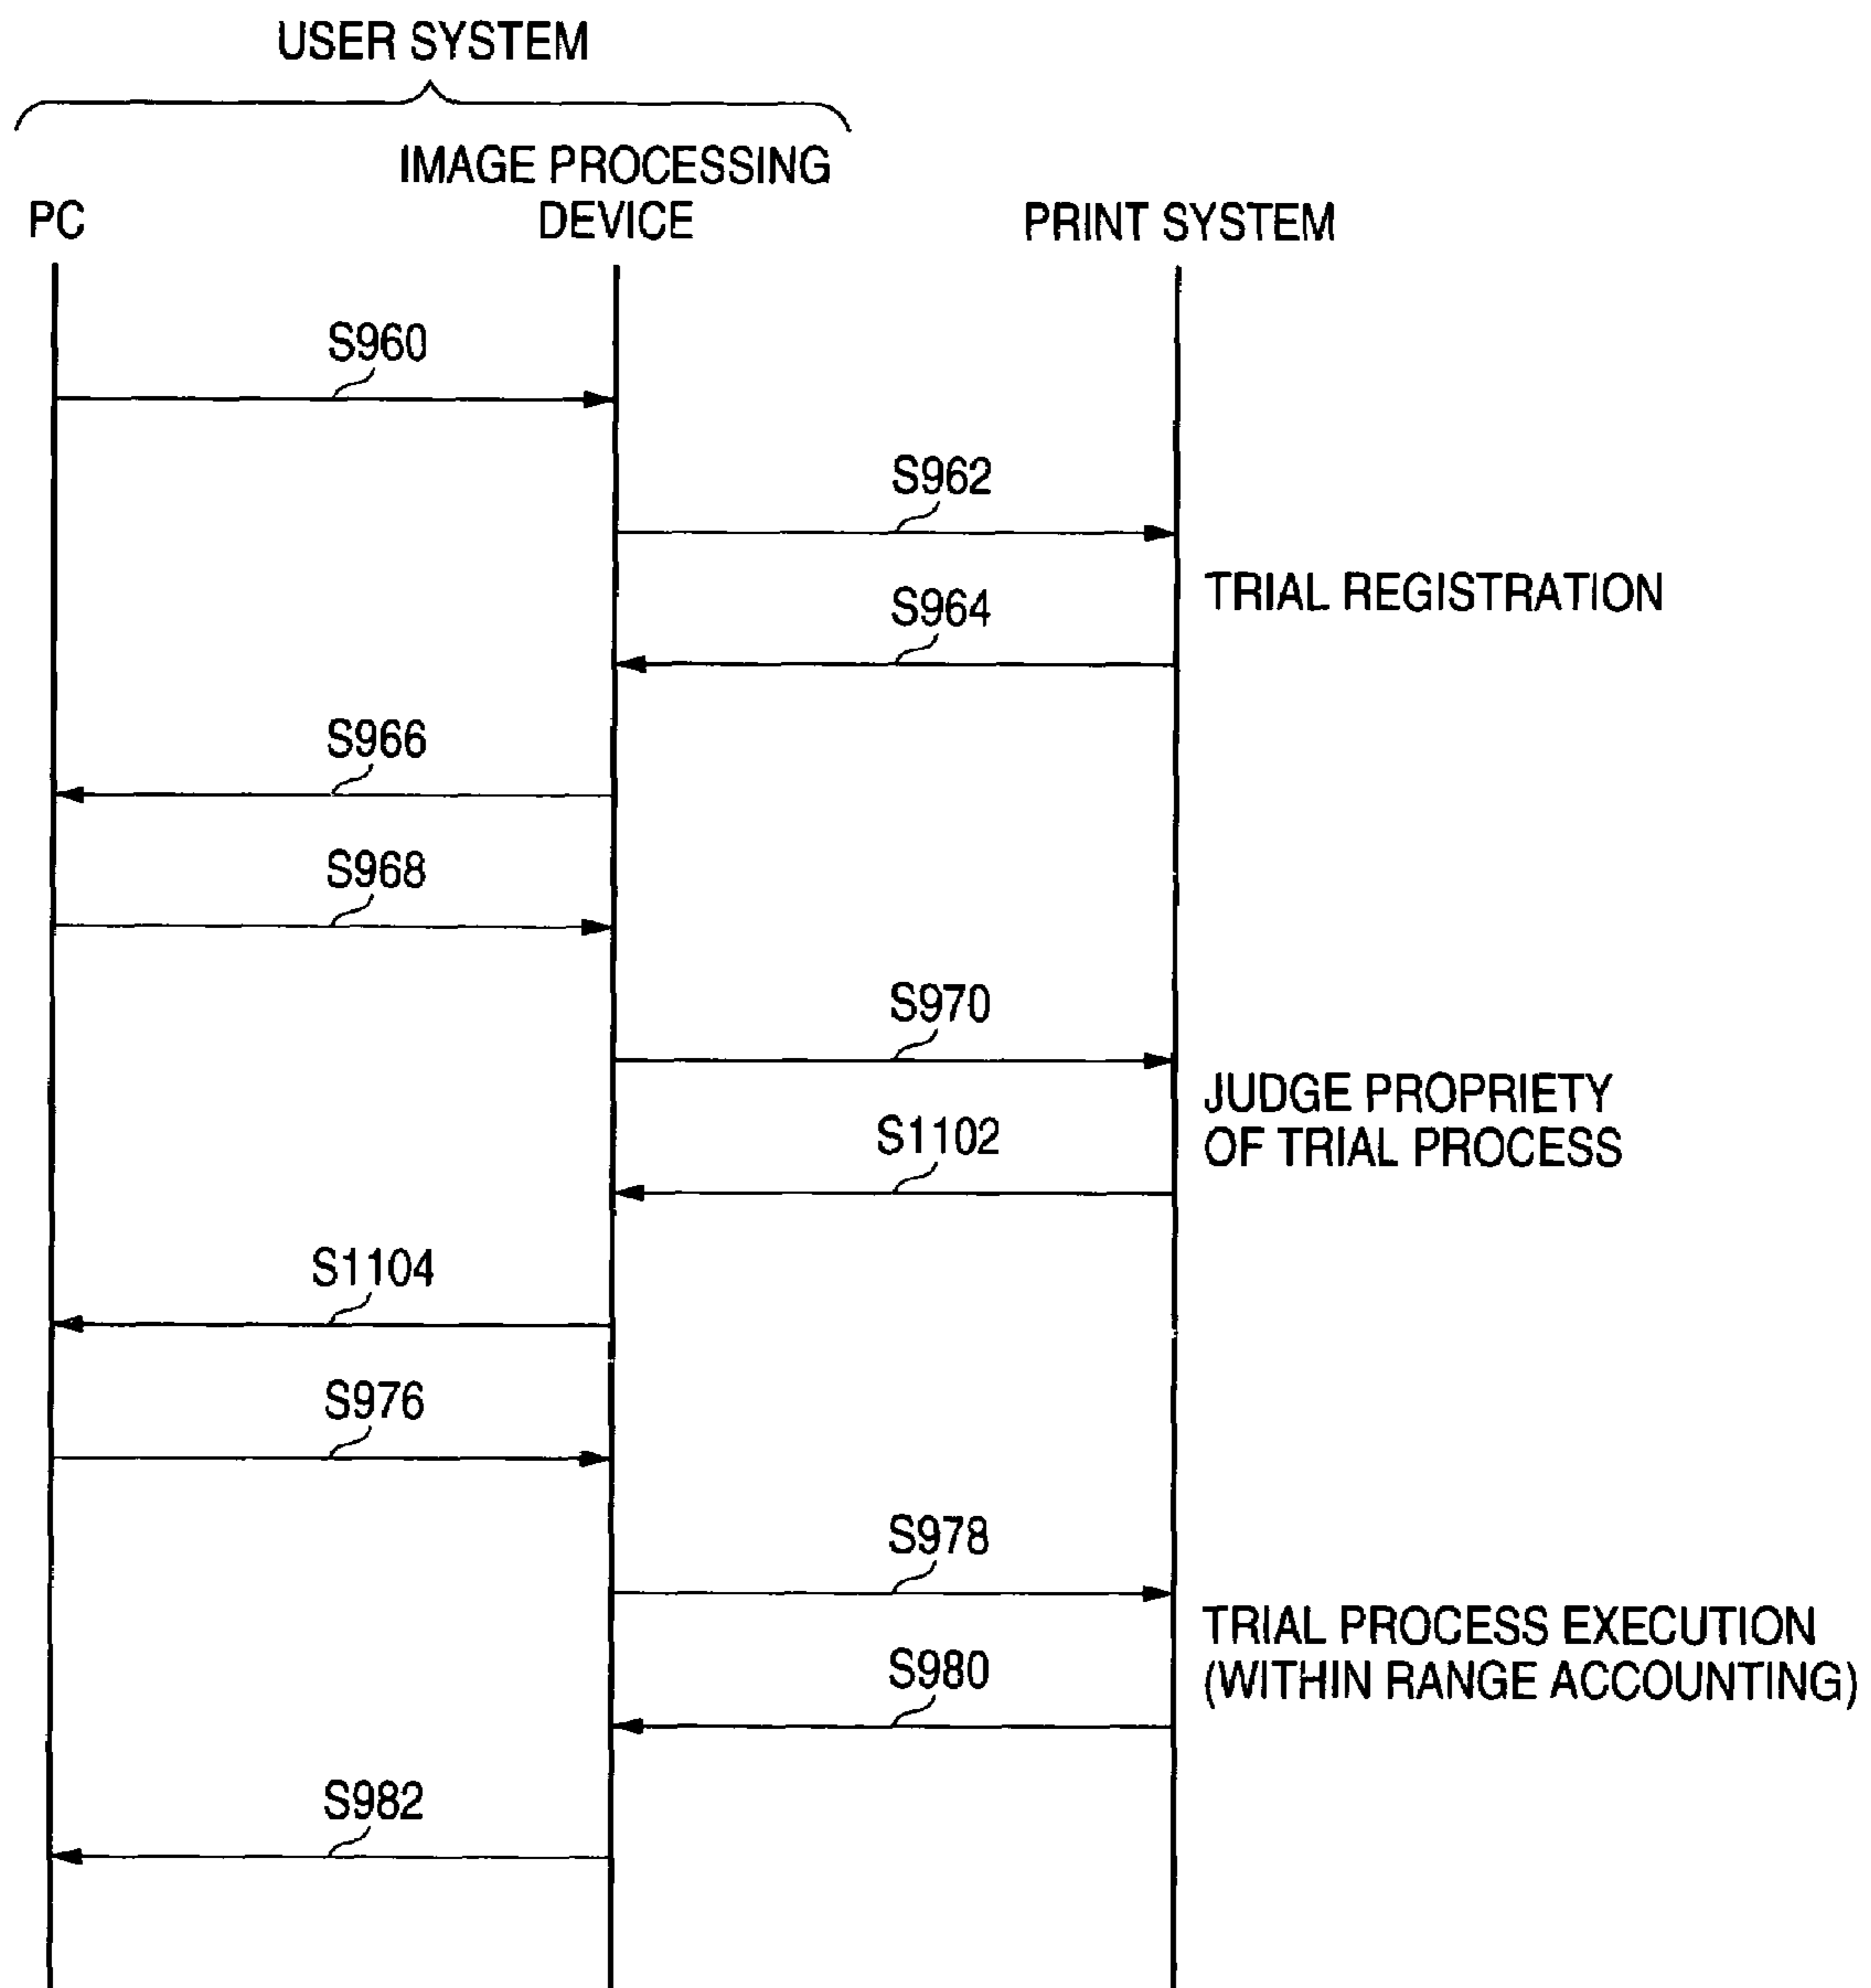 USER SYSTEM
IMAGE PROCESSING
DEVICE
PC
PRINT SYSTEM
S960
S962
TRIAL REGISTRATION
S964
S966
S968
S970
JUDGE PROPRIETY
OF TRIAL PROCESS
S1102
S1104
S976
S978
TRIAL PROCESS EXECUTION
(WITHIN RANGE ACCOUNTING)
S980
S982